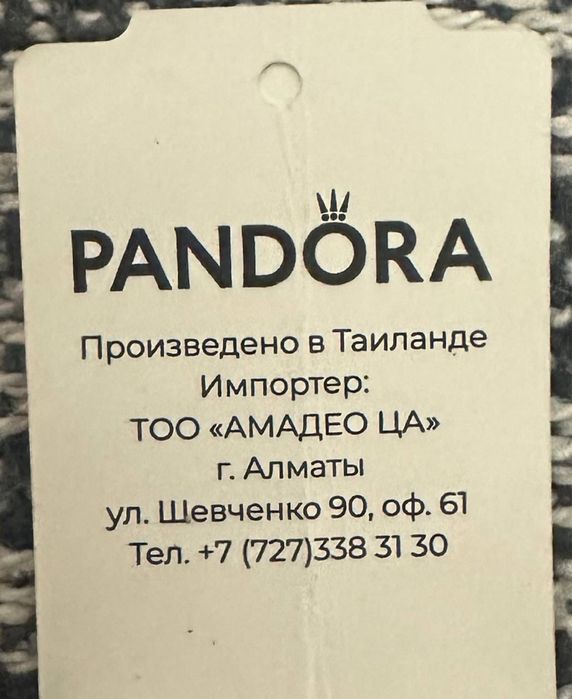 PANDORA
Произведено в Таиланде
Импортер:
ТОО «АМАДЕО ЦА»
г. Алматы
ул. Шевченко 90, оф. 61
Тел. +7 (727)338 31 30